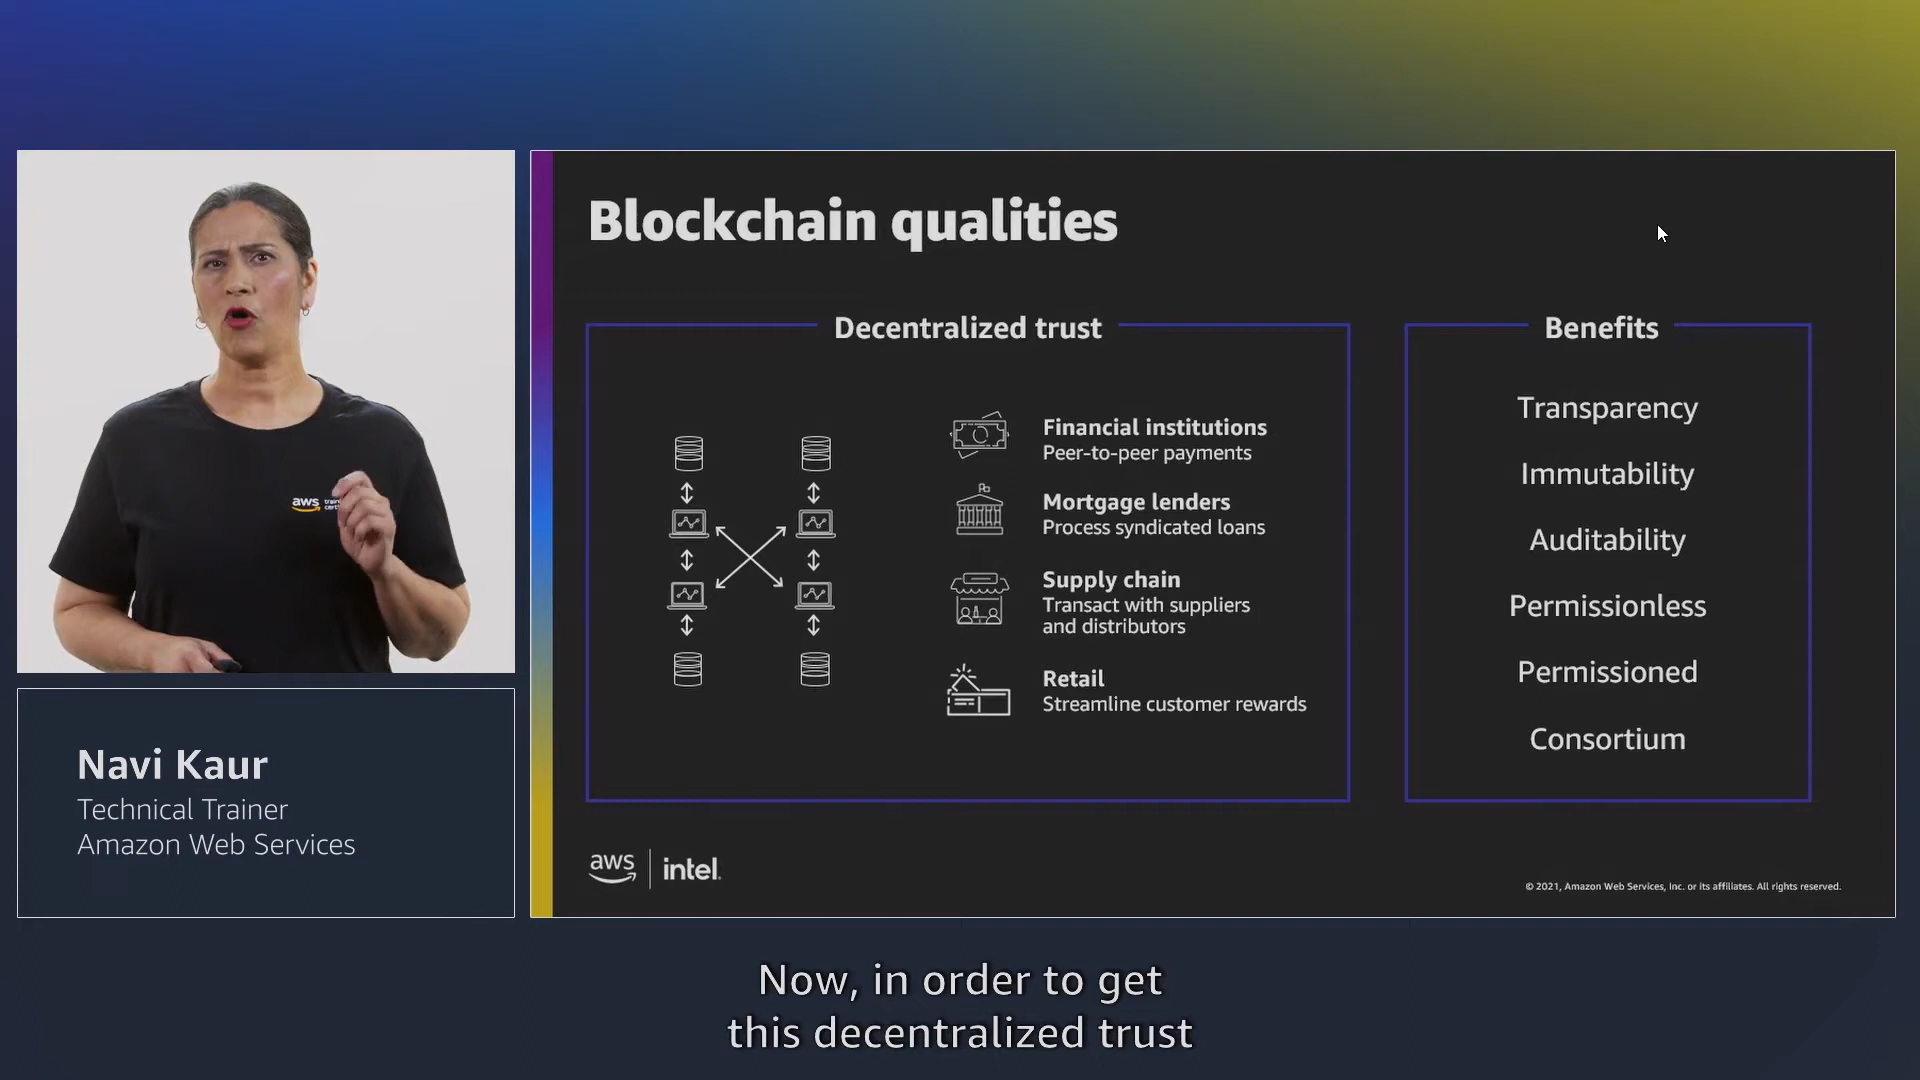 Blockchain qualities
Decentralized trust
Financial institutions
Peer-to-peer payments
Mortgage lenders
Process syndicated loans
Supply chain
Transact with suppliers
and distributors
Retail
Streamline customer rewards
Benefits
Transparency
Immutability
Auditability
Permissionless
Permissioned
Consortium
aws
Navi Kaur
Technical Trainer
Amazon Web Services
aws
intel.
© 2021, Amazon Web Services, Inc. or its affiliates. All rights reserved.
Now, in order to get
this decentralized trust